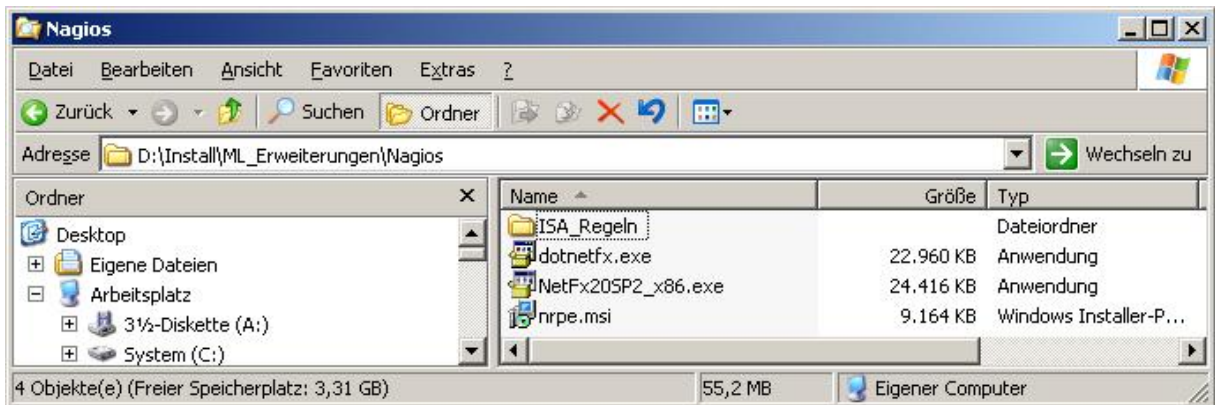 Nagios
Datei Bearbeiten Ansicht Favoriten Extras ?
Zurück Suchen Ordner
Adresse D:\Install\ML_Erweiterungen\Nagios Wechseln zu
Ordner Name Größe Typ
Desktop ISA_Regeln Dateiordner
Eigene Dateien dotnetfx.exe 22.960 KB Anwendung
Arbeitsplatz NetFx20SP2_x86.exe 24.416 KB Anwendung
3½-Diskette (A:) nrpe.msi 9.164 KB Windows Installer-P...
System (C:)
4 Objekte(e) (Freier Speicherplatz: 3,31 GB) 55,2 MB Eigener Computer